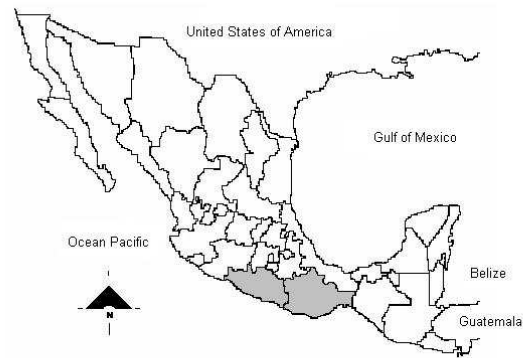 United States of America
Gulf of Mexico
Ocean Pacific
Belize
Guatemala
N